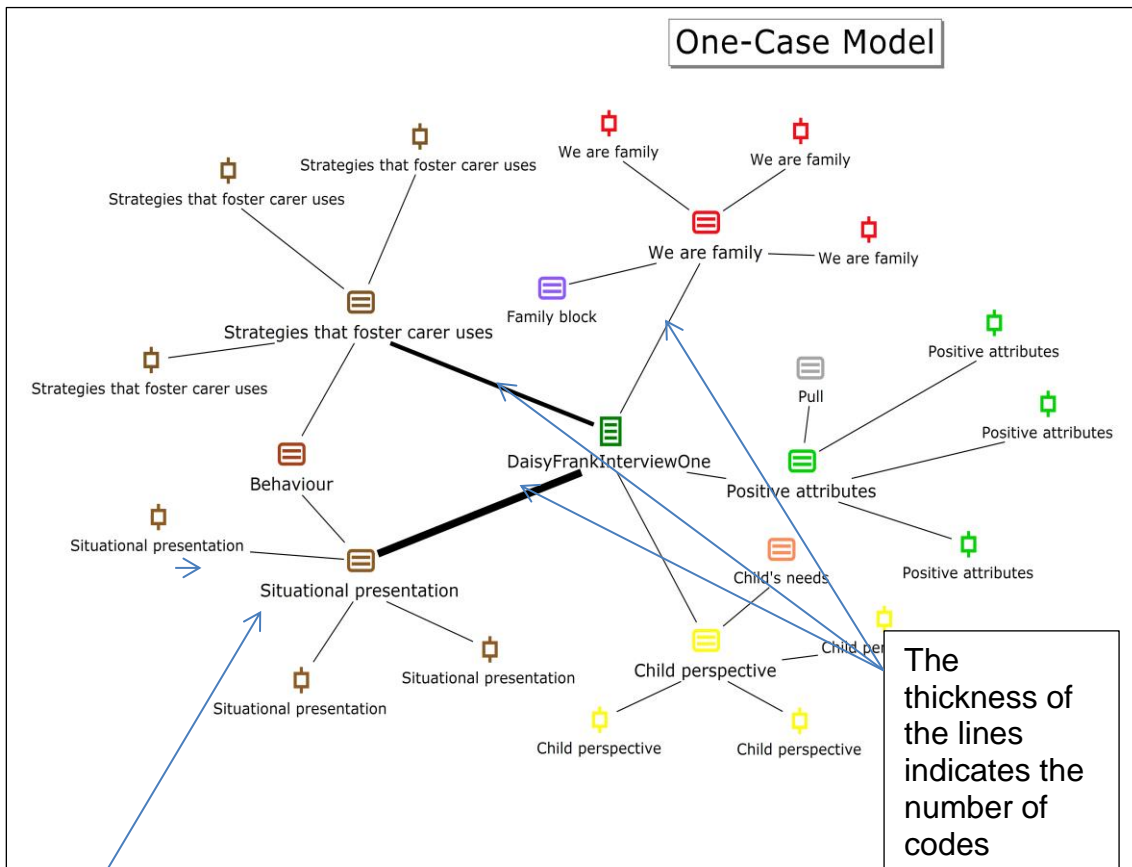 One-Case Model
Strategies that foster carer uses
Strategies that foster carer uses
We are family
We are family
We are family
We are family
Family block
Strategies that foster carer uses
Strategies that foster carer uses
Positive attributes
Pull
Positive attributes
DaisyFrankInterviewOne
Positive attributes
Behaviour
Positive attributes
Situational presentation
Child's needs
Situational presentation
Child perspective
Situational presentation
Situational presentation
Child perspective
Child perspective
Child
The
thickness of
the lines
indicates the
number of
codes